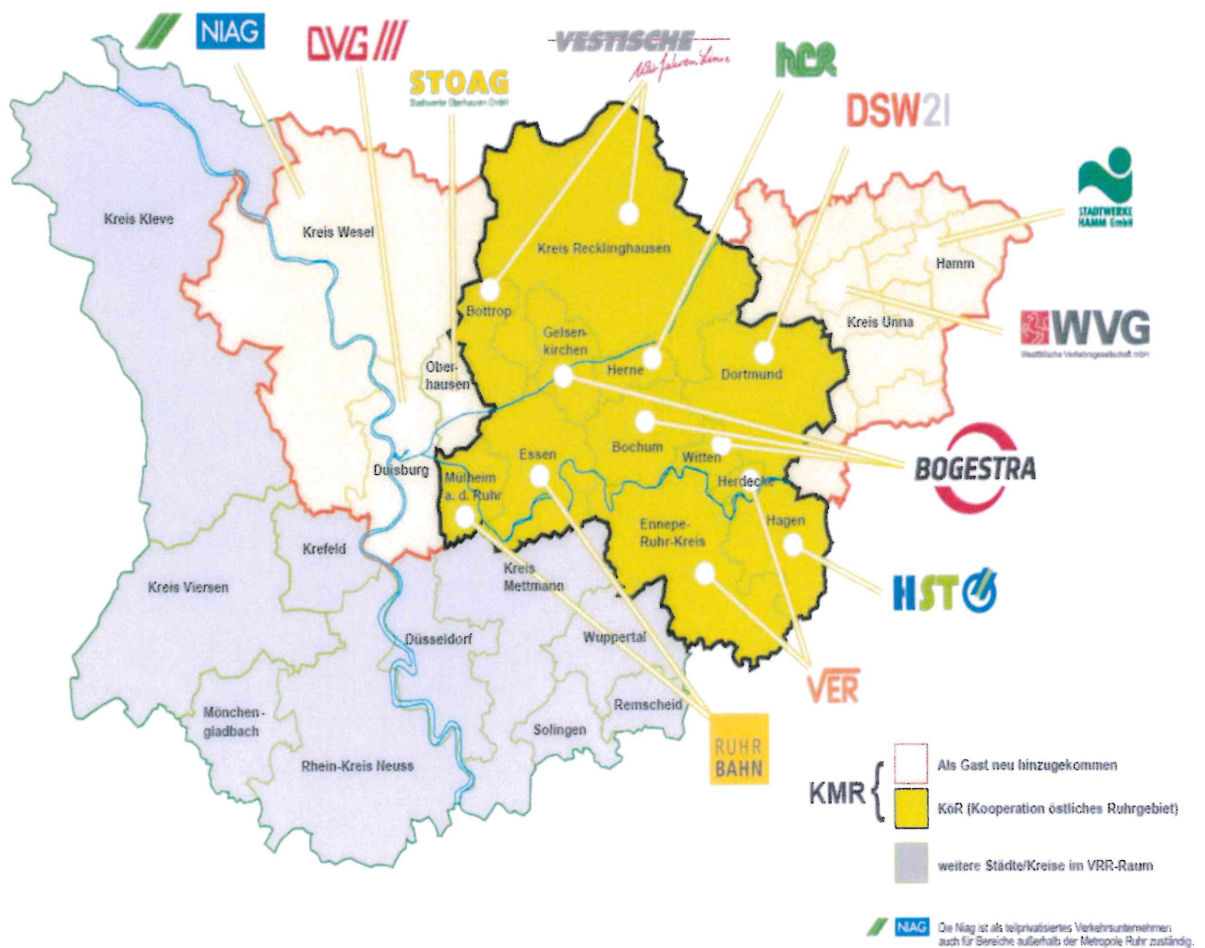 NIAG
DVG
STOAG
Stadtwerke Oberhausen GmbH
VESTISCHE
Wir fahren Linie
hcr
DSW21
STADTWERKE
HAMM GmbH
WVG
Westfälische Verkehrsgesellschaft mbH
BOGESTRA
HST
VER
RUHR
BAHN
Kreis Kleve
Kreis Wesel
Kreis Recklinghausen
Hamm
Bottrop
Kreis Unna
Gelsen-
kirchen
Ober-
hausen
Herne
Dortmund
Bochum
Witten
Essen
Duisburg
Mülheim
a. d. Ruhr
Herdecke
Hagen
Ennepe-
Ruhr-Kreis
Krefeld
Kreis
Mettmann
Kreis Viersen
Düsseldorf
Wuppertal
Remscheid
Mönchen-
gladbach
Solingen
Rhein-Kreis Neuss
KMR {
Als Gast neu hinzugekommen
KöR (Kooperation östliches Ruhrgebiet)
weitere Städte/Kreise im VRR-Raum
NIAG Die Niag ist als teilprivatisiertes Verkehrsunternehmen
auch für Bereiche außerhalb der Metropole Ruhr zuständig.